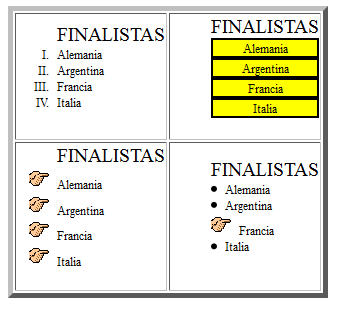 FINALISTAS
I. Alemania
II. Argentina
III. Francia
IV. Italia
FINALISTAS
Alemania
Argentina
Francia
Italia
FINALISTAS
Alemania
Argentina
Francia
Italia
FINALISTAS
Alemania
Argentina
Francia
Italia